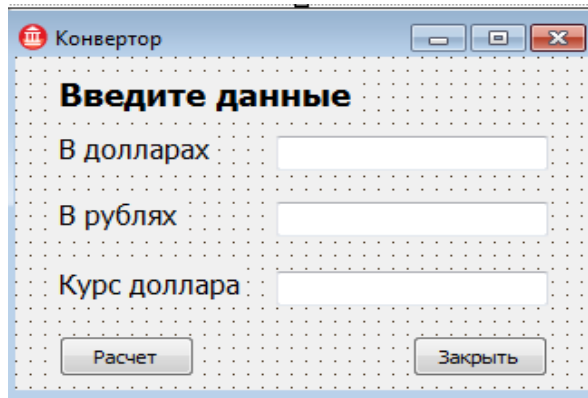 Конвертор
Введите данные
В долларах
В рублях
Курс доллара
Расчет Закрыть